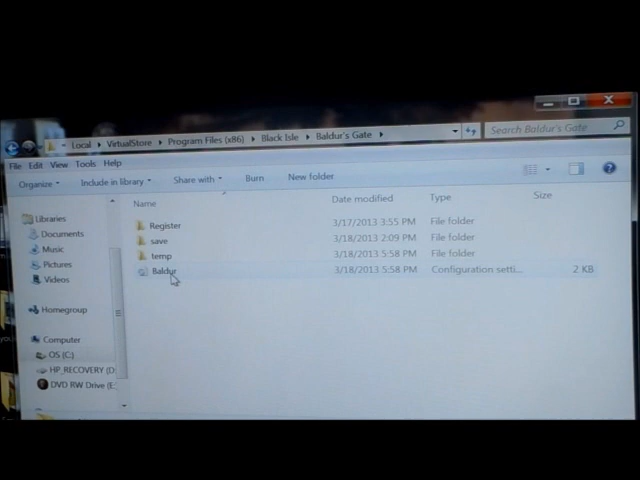 Local ▸ VirtualStore ▸ Program Files (x86) ▸ Black Isle ▸ Baldur's Gate ▸ Search Baldur's Gate
File Edit View Tools Help
Organize Include in library Share with Burn New folder
Name Date modified Type Size
Libraries
Documents
Music
Pictures
Videos
Homegroup
Computer
OS (C:)
HP_RECOVERY (D
DVD RW Drive (E:
Register 3/17/2013 3:55 PM File folder
save 3/18/2013 2:09 PM File folder
temp 3/18/2013 5:58 PM File folder
Baldur 3/18/2013 5:58 PM Configuration setti... 2 KB